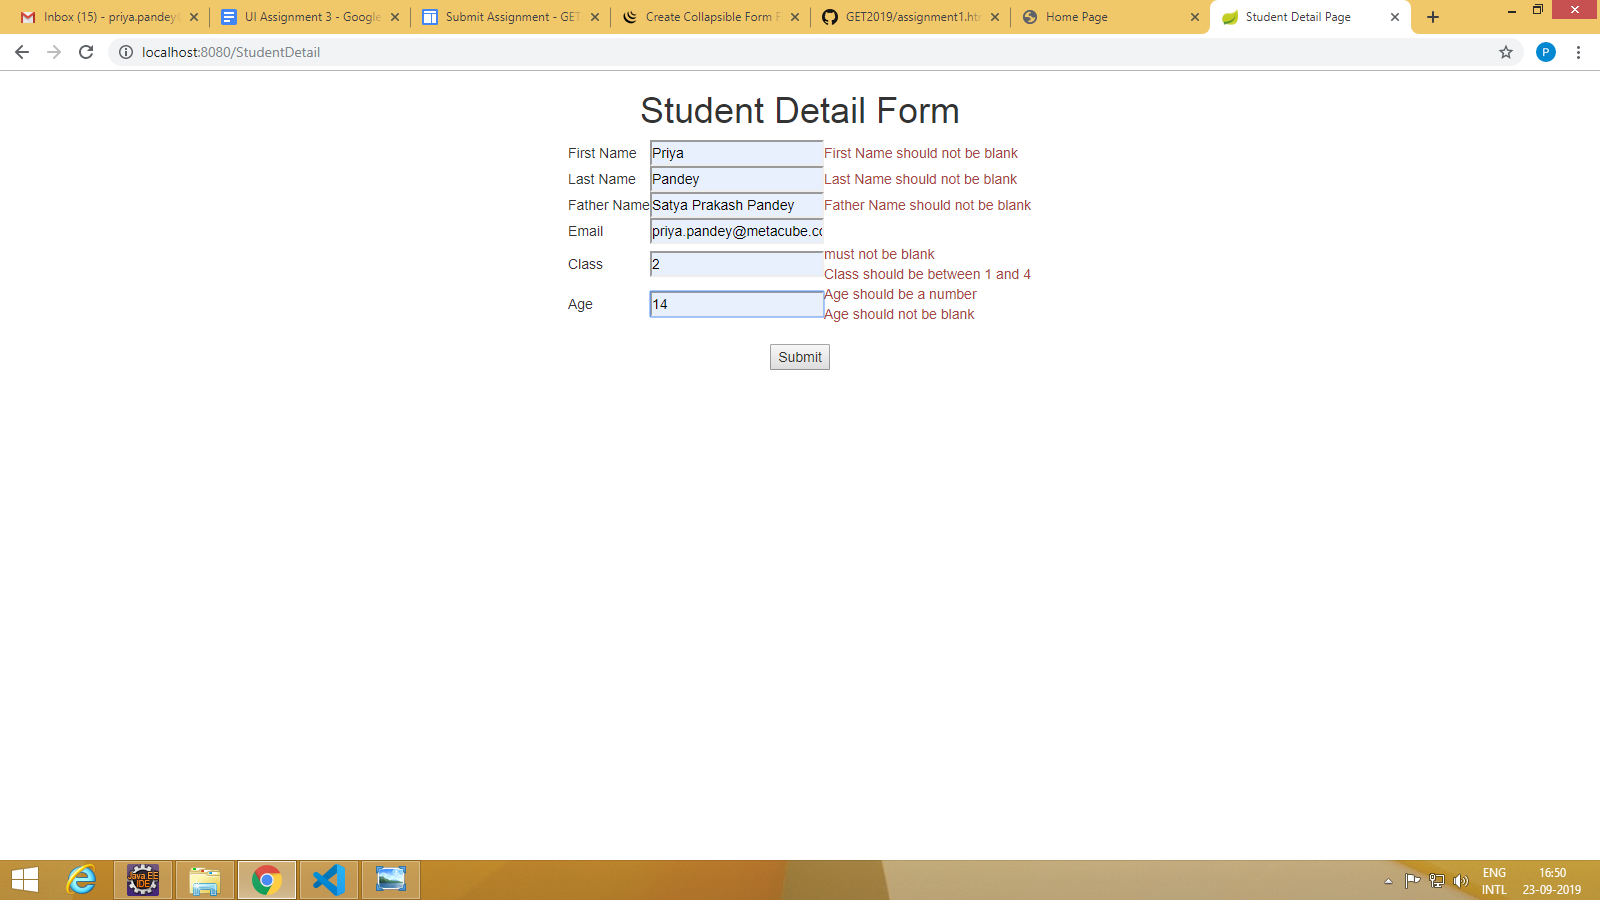 Inbox (15) - priya.pandey
UI Assignment 3 - Google
Submit Assignment - GET
Create Collapsible Form F
GET2019/assignment1.ht
Home Page
Student Detail Page
localhost:8080/StudentDetail
P
Student Detail Form
First Name Priya First Name should not be blank
Last Name Pandey Last Name should not be blank
Father Name Satya Prakash Pandey Father Name should not be blank
Email priya.pandey@metacube.co
must not be blank
Class 2
Class should be between 1 and 4
Age should be a number
Age 14
Age should not be blank
Submit
Java EE
IDE
ENG 16:50
INTL 23-09-2019